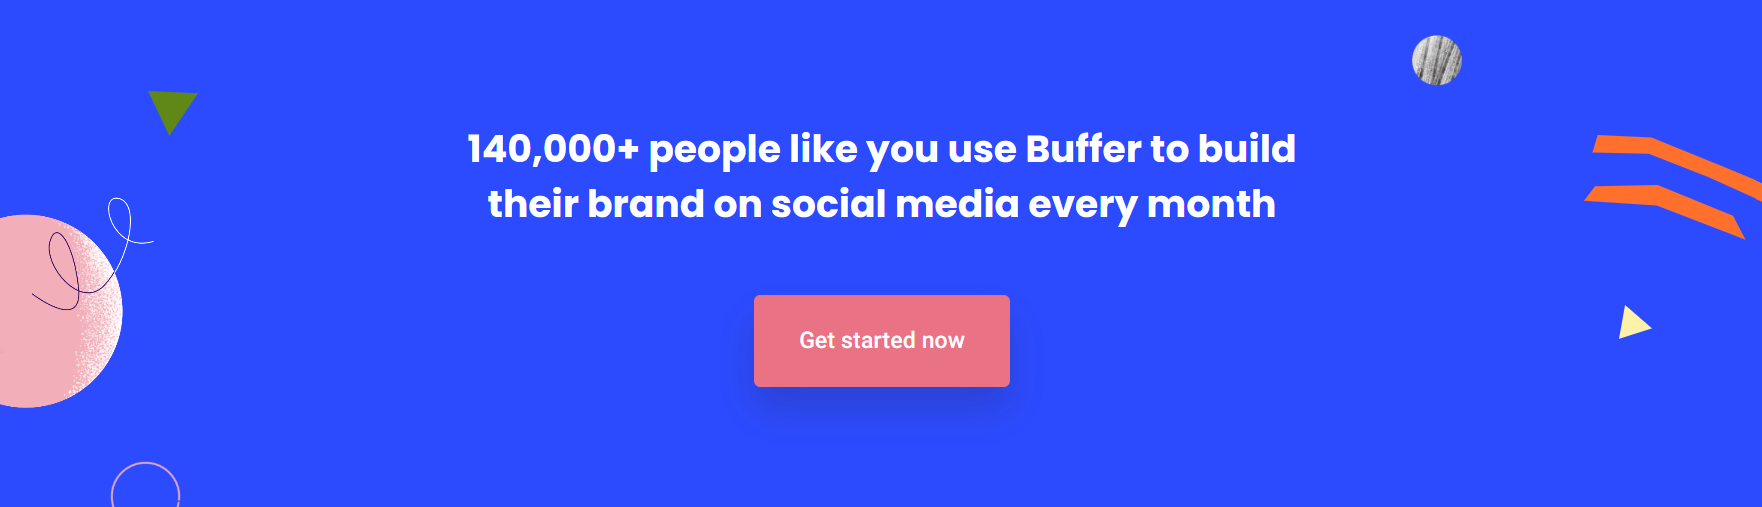 140,000+ people like you use Buffer to build
their brand on social media every month
Get started now